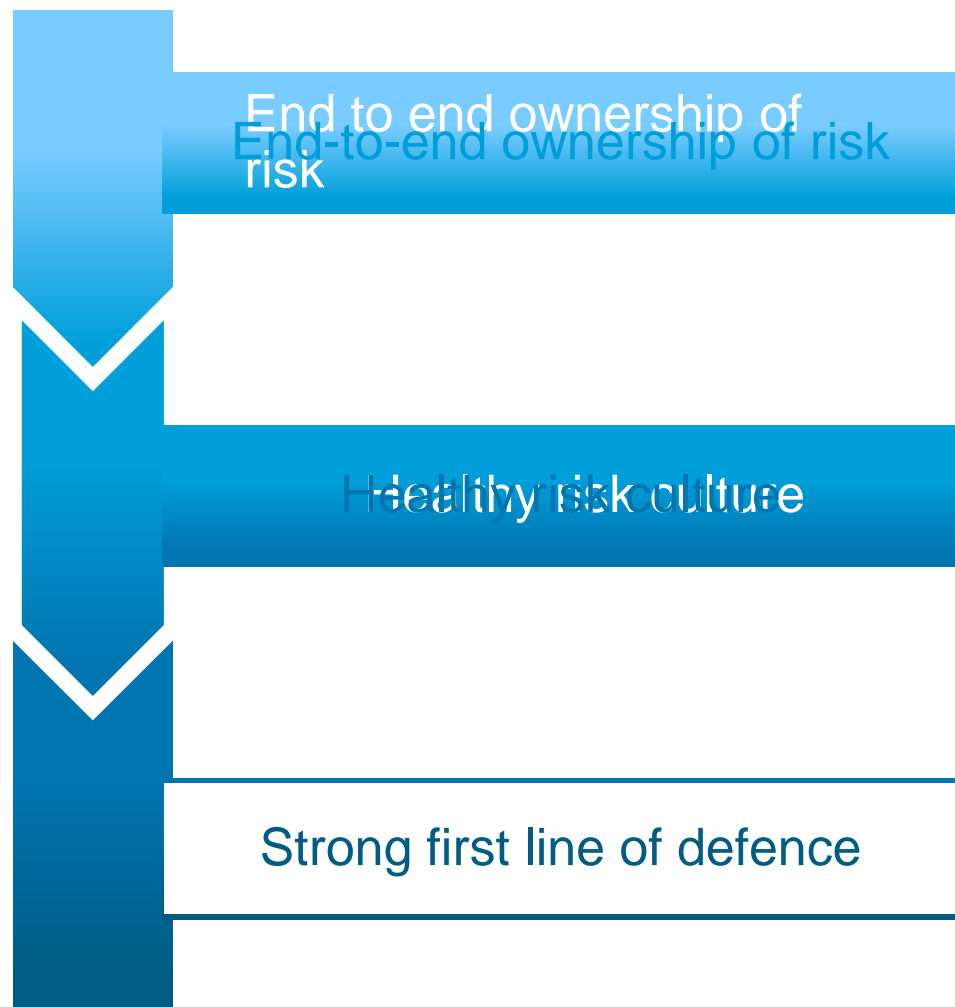 End to end ownership of
risk
End-to-end ownership of risk
Healthy risk culture
Healthy risk culture
Strong first line of defence